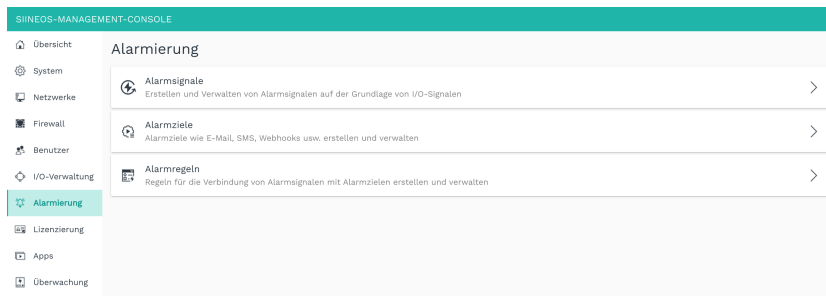 SIINEOS-MANAGEMENT-CONSOLE
Übersicht
System
Netzwerke
Firewall
Benutzer
I/O-Verwaltung
Alarmierung
Lizenzierung
Apps
Überwachung
Alarmierung
Alarmsignale
Erstellen und Verwalten von Alarmsignalen auf der Grundlage von I/O-Signalen
Alarmziele
Alarmziele wie E-Mail, SMS, Webhooks usw. erstellen und verwalten
Alarmregeln
Regeln für die Verbindung von Alarmsignalen mit Alarmzielen erstellen und verwalten